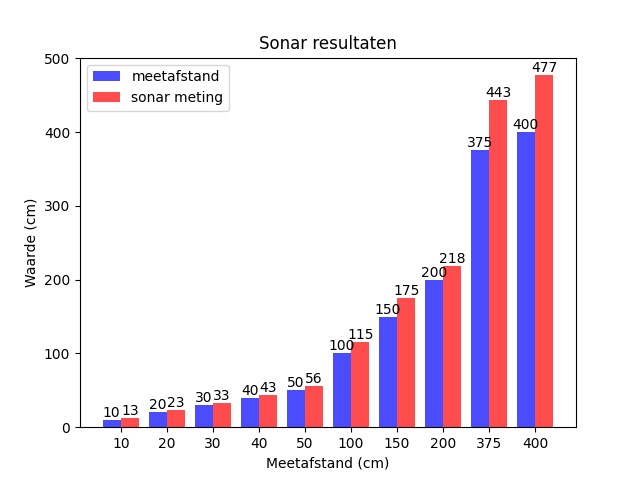 Sonar resultaten
meetafstand
sonar meting
Waarde (cm)
500
400
300
200
100
0
10 13 20 23 30 33 40 43 50 56 100 115 150 175 200 218 375 443 400 477
10 20 30 40 50 100 150 200 375 400
Meetafstand (cm)